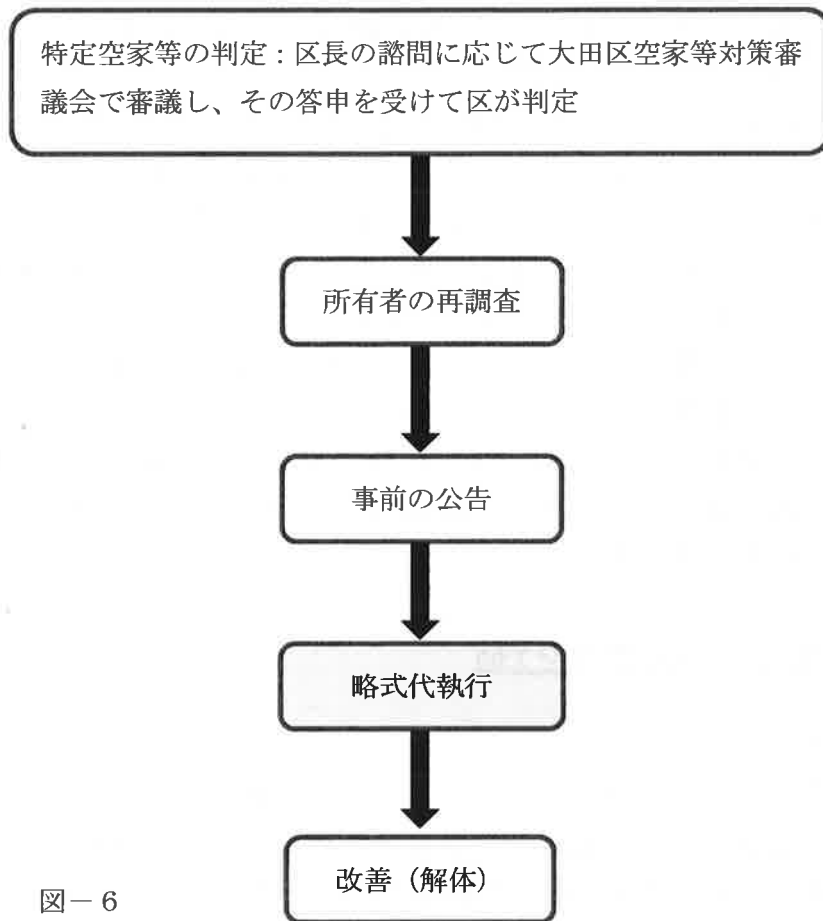 特定空家等の判定：区長の諮問に応じて大田区空家等対策審
議会で審議し、その答申を受けて区が判定
所有者の再調査
事前の公告
略式代執行
改善（解体）
図－６